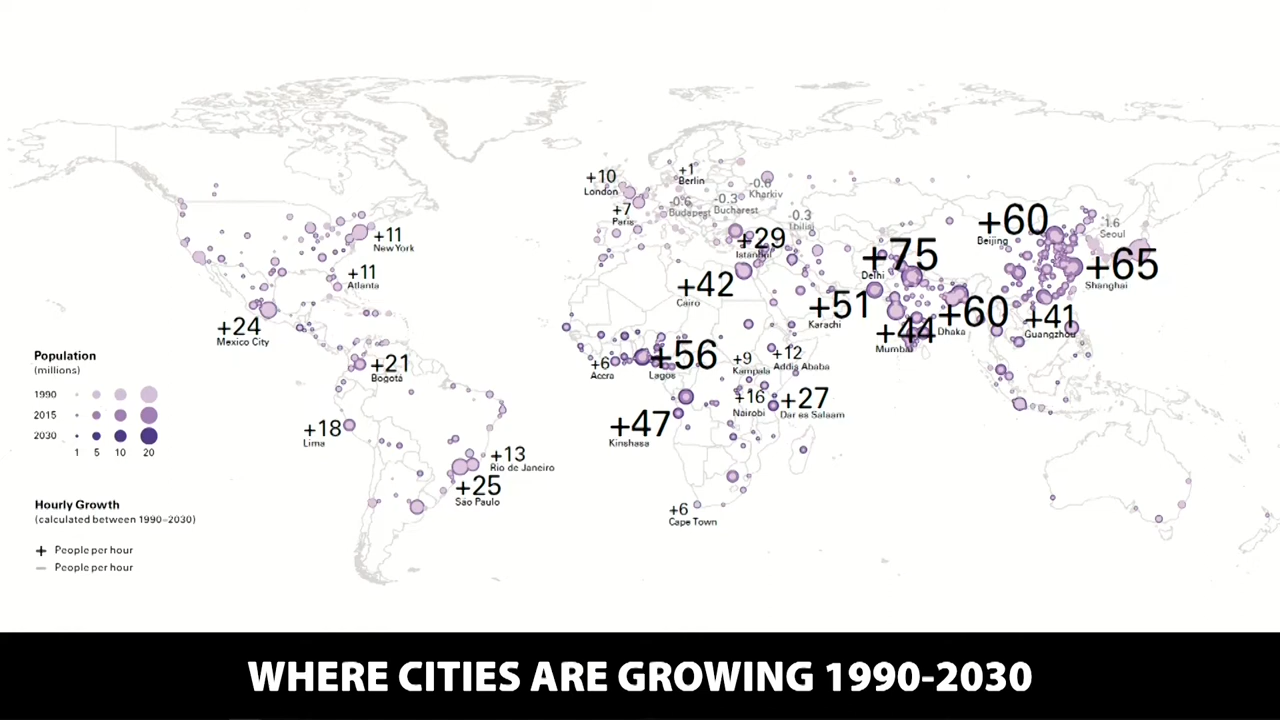 +10
London
+1
Berlin
-0.6
Kharkiv
-0.6
Budapest
-0.3
Bucharest
+7
Paris
-0.3
Tbilisi
+11
New York
+29
Istanbul
+60
Beijing
-1.6
Seoul
+75
Delhi
+65
Shanghai
+11
Atlanta
+42
Cairo
+51
Karachi
+44
Mumbai
+60
Dhaka
+41
Guangzhou
+24
Mexico City
+21
Bogotá
+6
Accra
+56
Lagos
+9
Kampala
+12
Addis Ababa
+16
Nairobi
+27
Dar es Salaam
+47
Kinshasa
+18
Lima
+13
Rio de Janeiro
+25
São Paulo
+6
Cape Town
Population
(millions)
1990
2015
2030
1 5 10 20
Hourly Growth
(calculated between 1990–2030)
+ People per hour
– People per hour
WHERE CITIES ARE GROWING 1990-2030